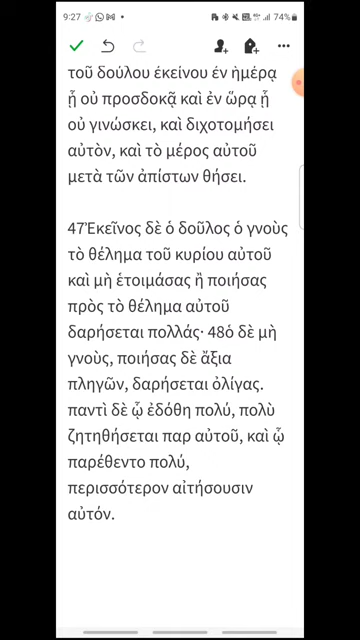 9:27 74%
τοῦ δούλου ἐκείνου ἐν ἡμέρᾳ
ᾗ οὐ προσδοκᾷ καὶ ἐν ὥρᾳ ᾗ
οὐ γινώσκει, καὶ διχοτομήσει
αὐτὸν, καὶ τὸ μέρος αὐτοῦ
μετὰ τῶν ἀπίστων θήσει.
47Ἐκεῖνος δὲ ὁ δοῦλος ὁ γνοὺς
τὸ θέλημα τοῦ κυρίου αὐτοῦ
καὶ μὴ ἑτοιμάσας ἢ ποιήσας
πρὸς τὸ θέλημα αὐτοῦ
δαρήσεται πολλάς· 48ὁ δὲ μὴ
γνούς, ποιήσας δὲ ἄξια
πληγῶν, δαρήσεται ὀλίγας.
παντὶ δὲ ᾧ ἐδόθη πολύ, πολὺ
ζητηθήσεται παρ αὐτοῦ, καὶ ᾧ
παρέθεντο πολύ,
περισσότερον αἰτήσουσιν
αὐτόν.